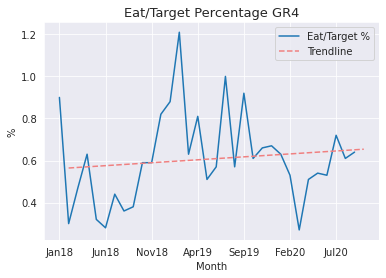 Eat/Target Percentage GR4
Eat/Target %
Trendline
1.2
1.0
0.8
0.6
0.4
%
Jan18 Jun18 Nov18 Apr19 Sep19 Feb20 Jul20
Month